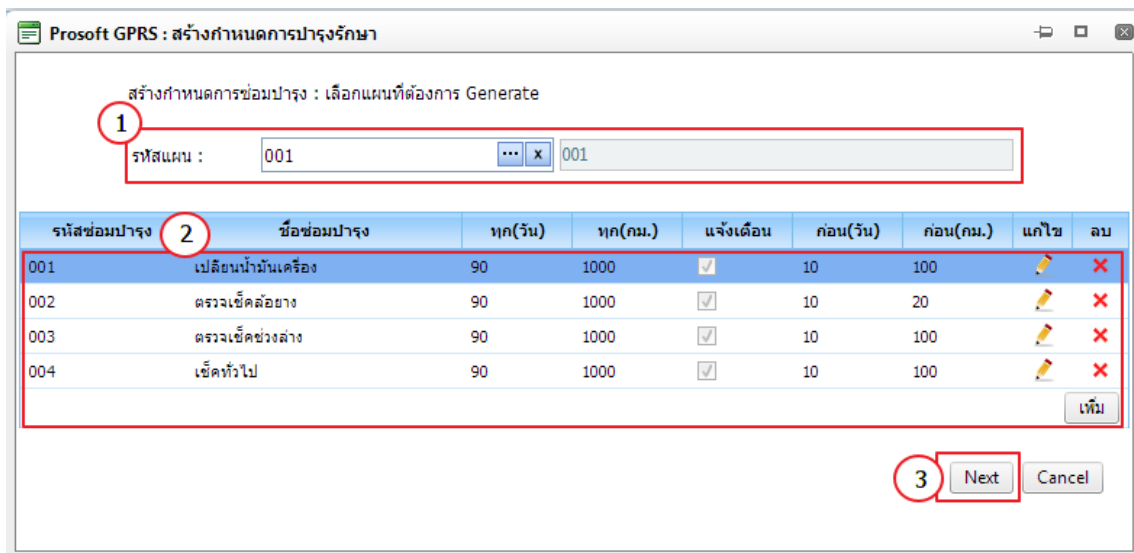 Prosoft GPRS : สร้างกำหนดการบำรุงรักษา
สร้างกำหนดการซ่อมบำรุง : เลือกแผนที่ต้องการ Generate
1
รหัสแผน : 001 ... x 001
รหัสซ่อมบำรุง 2 ชื่อซ่อมบำรุง ทุก(วัน) ทุก(กม.) แจ้งเตือน ก่อน(วัน) ก่อน(กม.) แก้ไข ลบ
001 เปลี่ยนน้ำมันเครื่อง 90 1000 10 100
002 ตรวจเช็คล้อยาง 90 1000 10 20
003 ตรวจเช็คช่วงล่าง 90 1000 10 100
004 เช็คทั่วไป 90 1000 10 100
เพิ่ม
3 Next Cancel